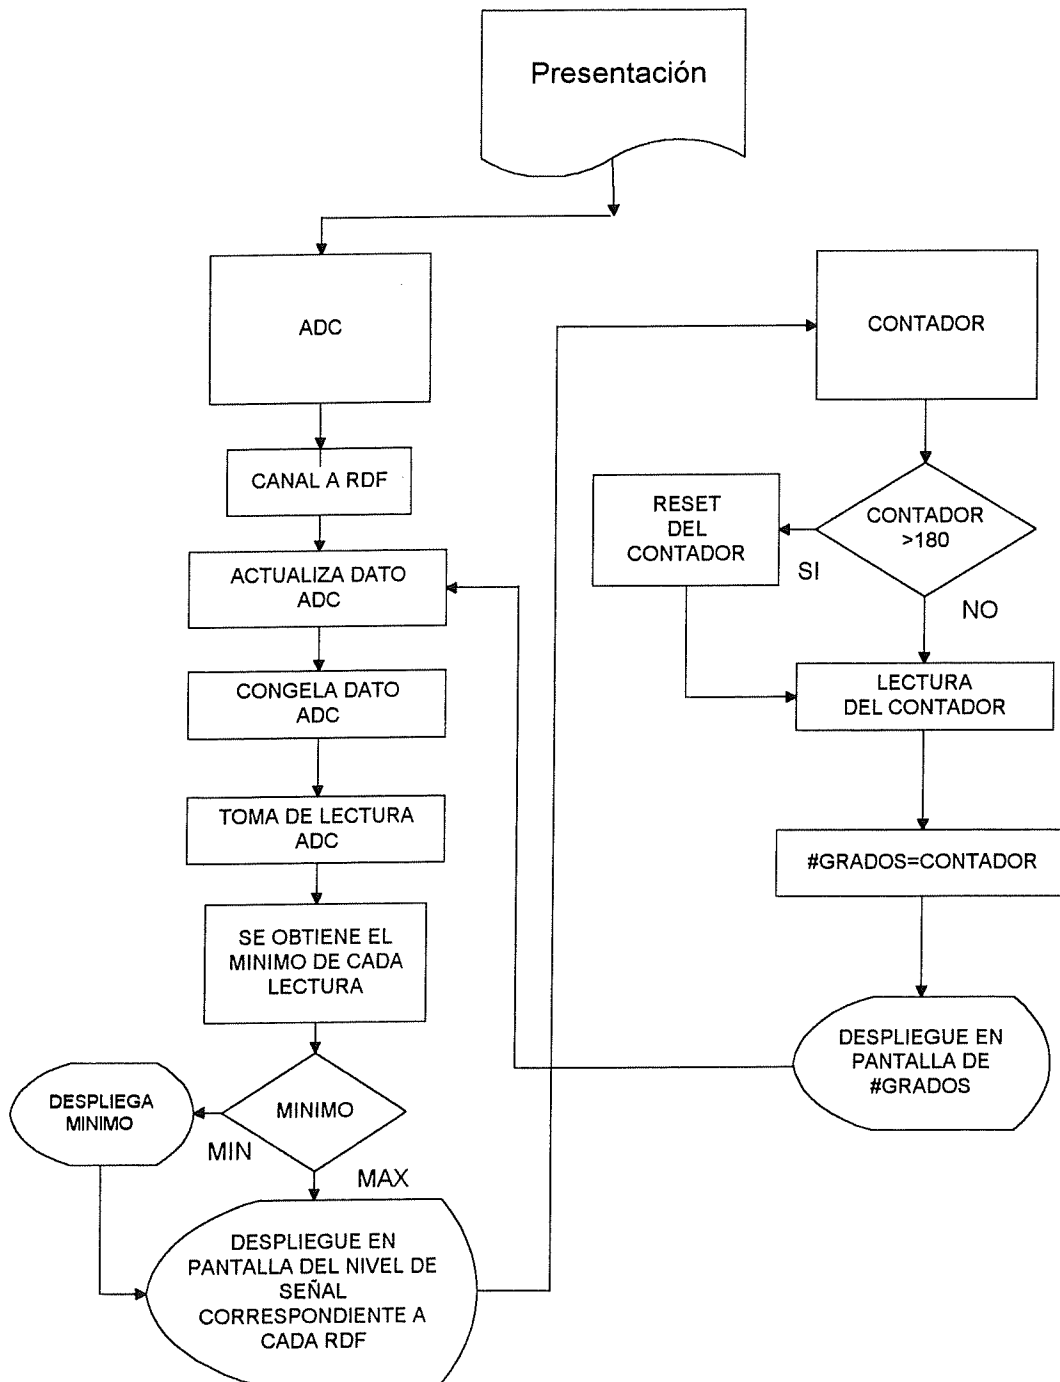 Presentación
ADC
CANAL A RDF
ACTUALIZA DATO
ADC
CONGELA DATO
ADC
TOMA DE LECTURA
ADC
SE OBTIENE EL
MINIMO DE CADA
LECTURA
MINIMO
MIN
MAX
DESPLIEGA
MINIMO
DESPLIEGUE EN
PANTALLA DEL NIVEL DE
SEÑAL
CORRESPONDIENTE A
CADA RDF
CONTADOR
CONTADOR
>180
SI
NO
RESET
DEL
CONTADOR
LECTURA
DEL CONTADOR
#GRADOS=CONTADOR
DESPLIEGUE EN
PANTALLA DE
#GRADOS